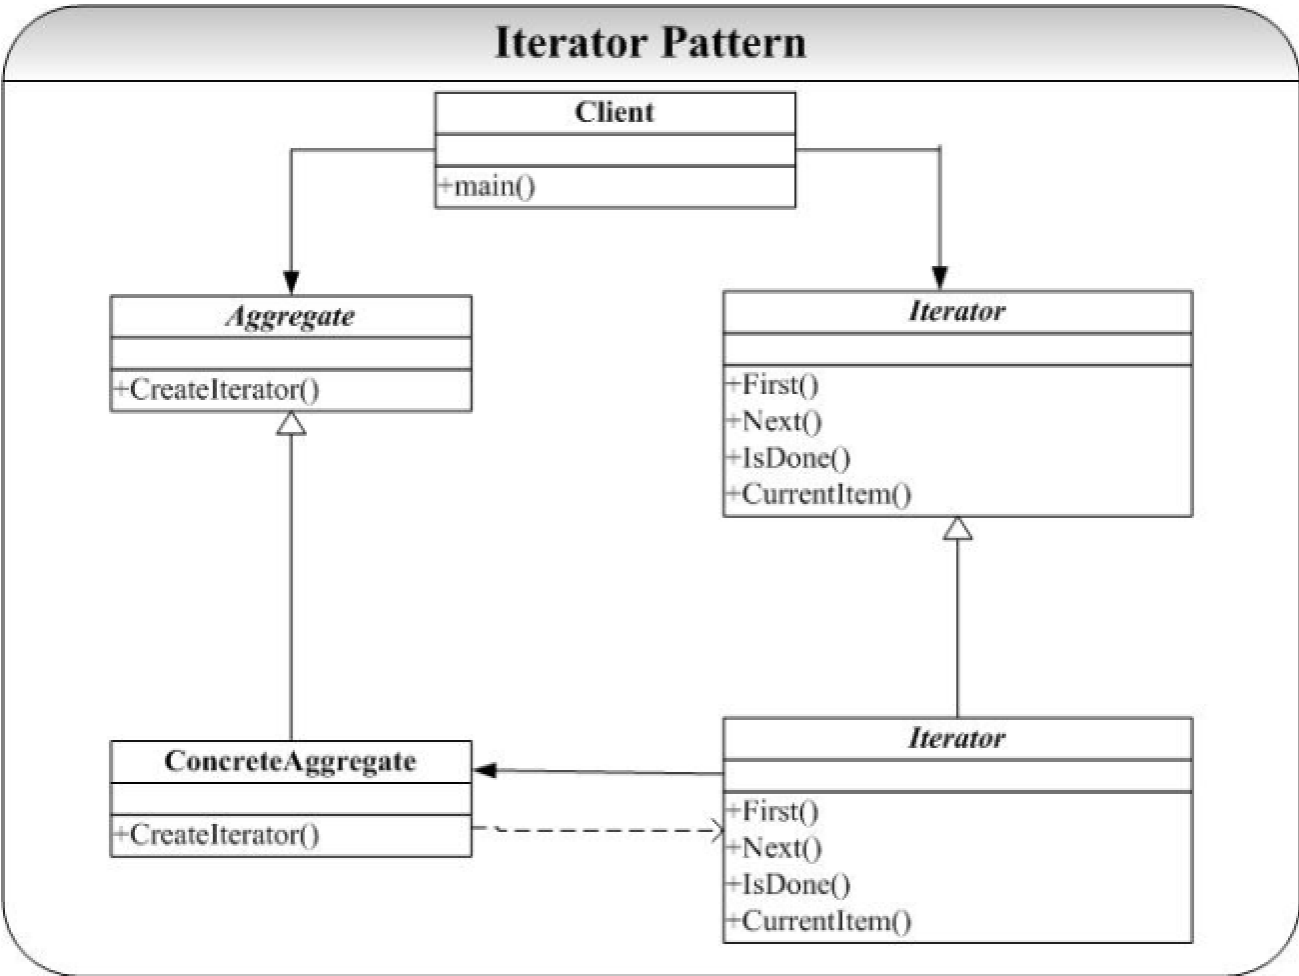 Iterator Pattern
Client
+main()
Aggregate
+CreateIterator()
Iterator
+First()
+Next()
+IsDone()
+CurrentItem()
ConcreteAggregate
+CreateIterator()
Iterator
+First()
+Next()
+IsDone()
+CurrentItem()